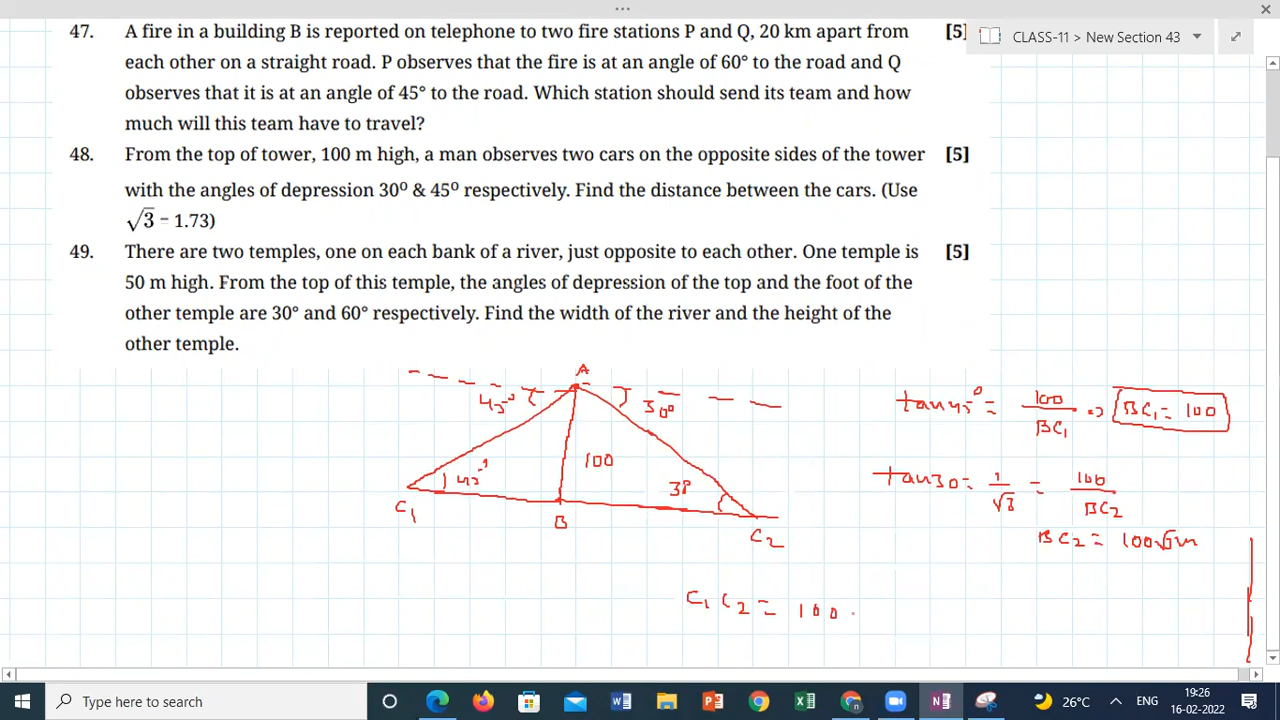 CLASS-11 > New Section 43
47. A fire in a building B is reported on telephone to two fire stations P and Q, 20 km apart from [5]
each other on a straight road. P observes that the fire is at an angle of 60° to the road and Q
observes that it is at an angle of 45° to the road. Which station should send its team and how
much will this team have to travel?
48. From the top of tower, 100 m high, a man observes two cars on the opposite sides of the tower [5]
with the angles of depression 30⁰ & 45⁰ respectively. Find the distance between the cars. (Use
√3 = 1.73)
49. There are two temples, one on each bank of a river, just opposite to each other. One temple is [5]
50 m high. From the top of this temple, the angles of depression of the top and the foot of the
other temple are 30° and 60° respectively. Find the width of the river and the height of the
other temple.
A
45° 30°
100
45° 30
C₁ B C₂
tan45° = 100/BC₁ => BC₁ = 100
tan30 = 1/√3 = 100/BC₂
BC₂ = 100√3m
C₁C₂ = 100
Type here to search
26°C ENG 19:26
16-02-2022